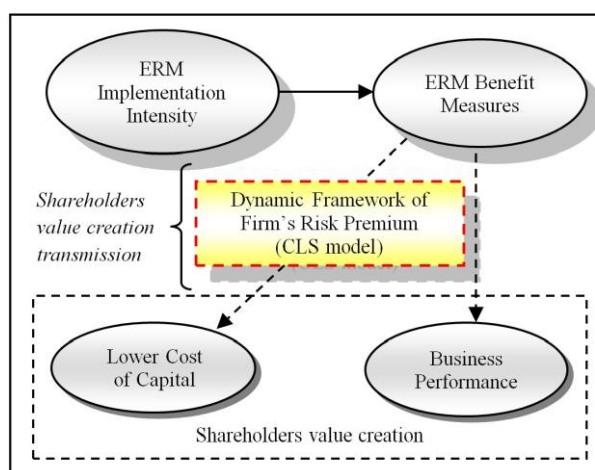 ERM
Implementation
Intensity
ERM Benefit
Measures
Shareholders
value creation
transmission
Dynamic Framework of
Firm's Risk Premium
(CLS model)
Lower Cost
of Capital
Business
Performance
Shareholders value creation